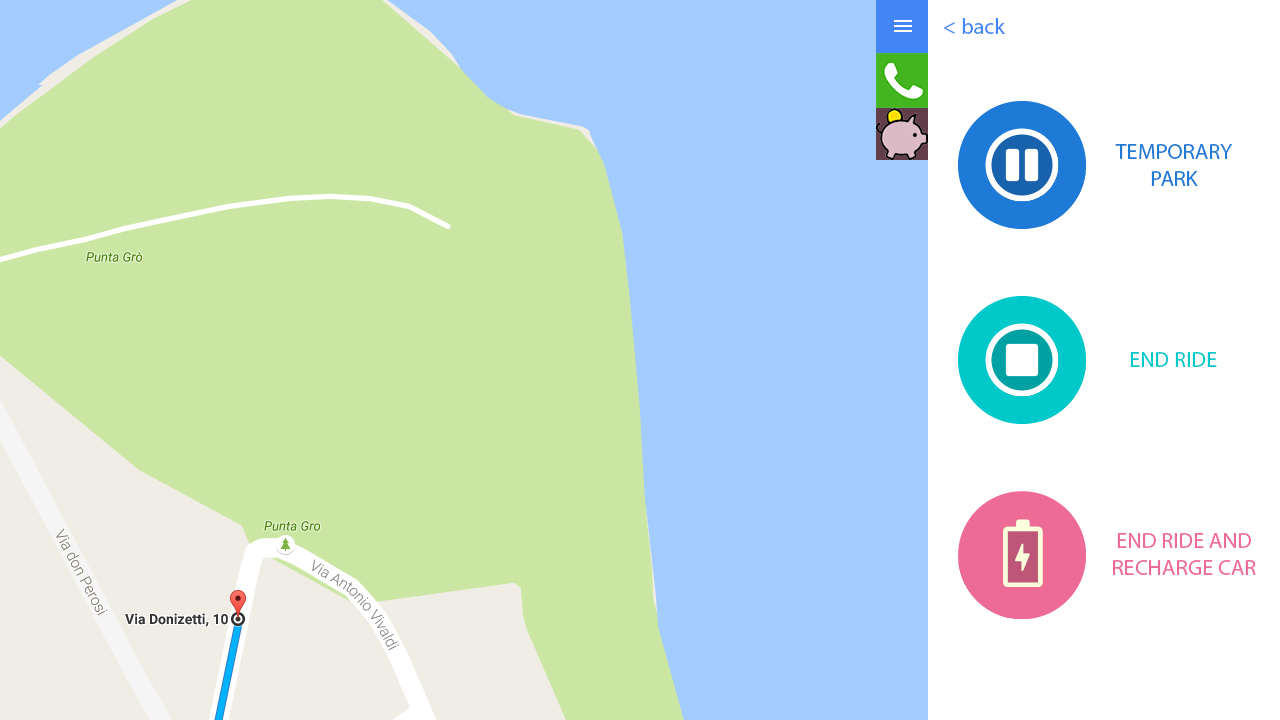 < back
TEMPORARY
PARK
Punta Grò
END RIDE
Punta Gro
Via don Perosi
Via Antonio Vivaldi
END RIDE AND
RECHARGE CAR
Via Donizetti, 10